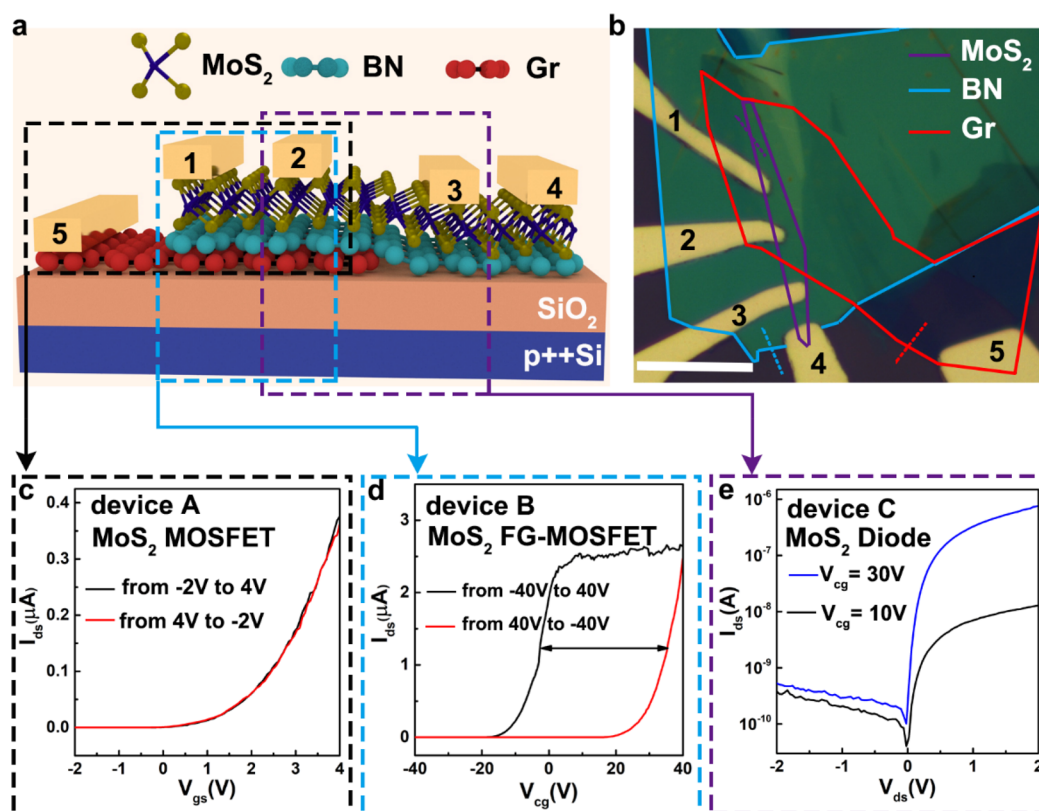 a
MoS2
BN
Gr
1
2
3
4
5
SiO2
p++Si
b
MoS2
BN
Gr
1
2
3
4
5
c
device A
MoS2 MOSFET
from -2V to 4V
from 4V to -2V
Ids(μA)
0.4
0.3
0.2
0.1
0.0
-2 -1 0 1 2 3 4
Vgs(V)
d
device B
MoS2 FG-MOSFET
from -40V to 40V
from 40V to -40V
Ids(μA)
3
2
1
0
-40 -20 0 20 40
Vcg(V)
e
device C
MoS2 Diode
Vcg= 30V
Vcg= 10V
Ids(A)
10-6
10-7
10-8
10-9
10-10
-2 -1 0 1 2
Vds(V)